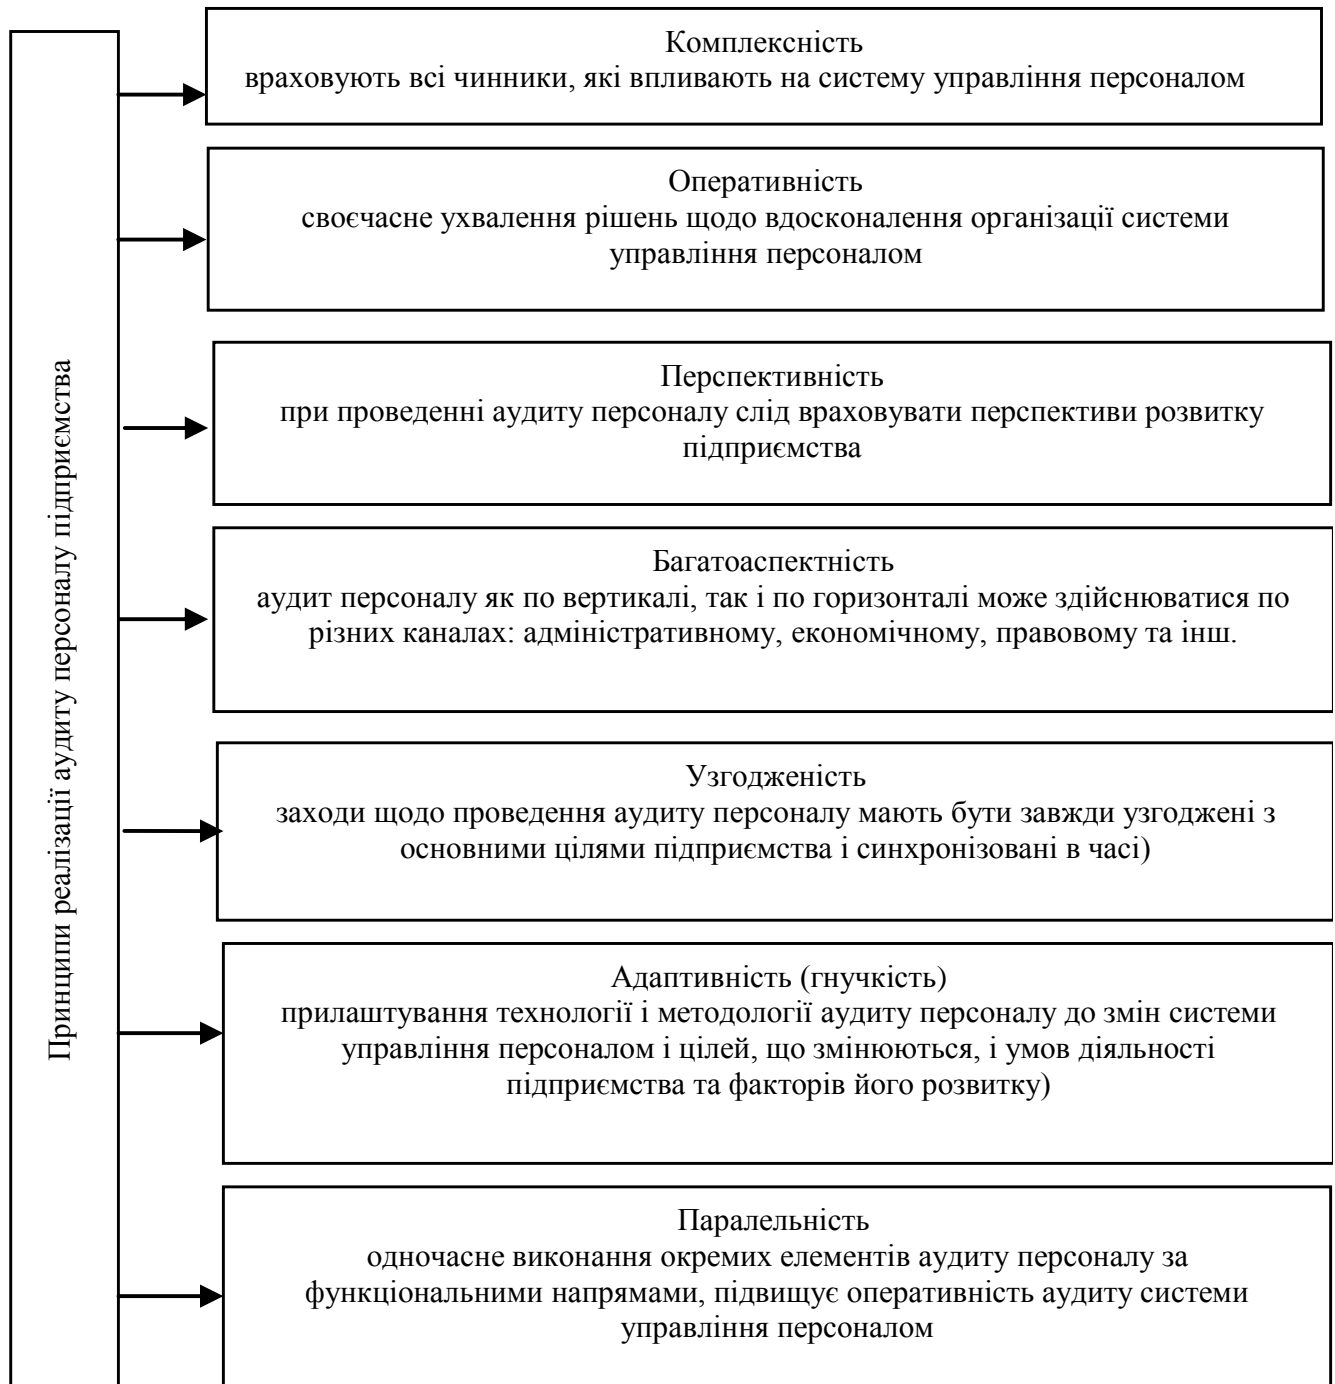 Принципи реалізації аудиту персоналу підприємства
Комплексність
враховують всі чинники, які впливають на систему управління персоналом
Оперативність
своєчасне ухвалення рішень щодо вдосконалення організації системи
управління персоналом
Перспективність
при проведенні аудиту персоналу слід враховувати перспективи розвитку
підприємства
Багатоаспектність
аудит персоналу як по вертикалі, так і по горизонталі може здійснюватися по
різних каналах: адміністративному, економічному, правовому та інш.
Узгодженість
заходи щодо проведення аудиту персоналу мають бути завжди узгоджені з
основними цілями підприємства і синхронізовані в часі)
Адаптивність (гнучкість)
прилаштування технології і методології аудиту персоналу до змін системи
управління персоналом і цілей, що змінюються, і умов діяльності
підприємства та факторів його розвитку)
Паралельність
одночасне виконання окремих елементів аудиту персоналу за
функціональними напрямами, підвищує оперативність аудиту системи
управління персоналом